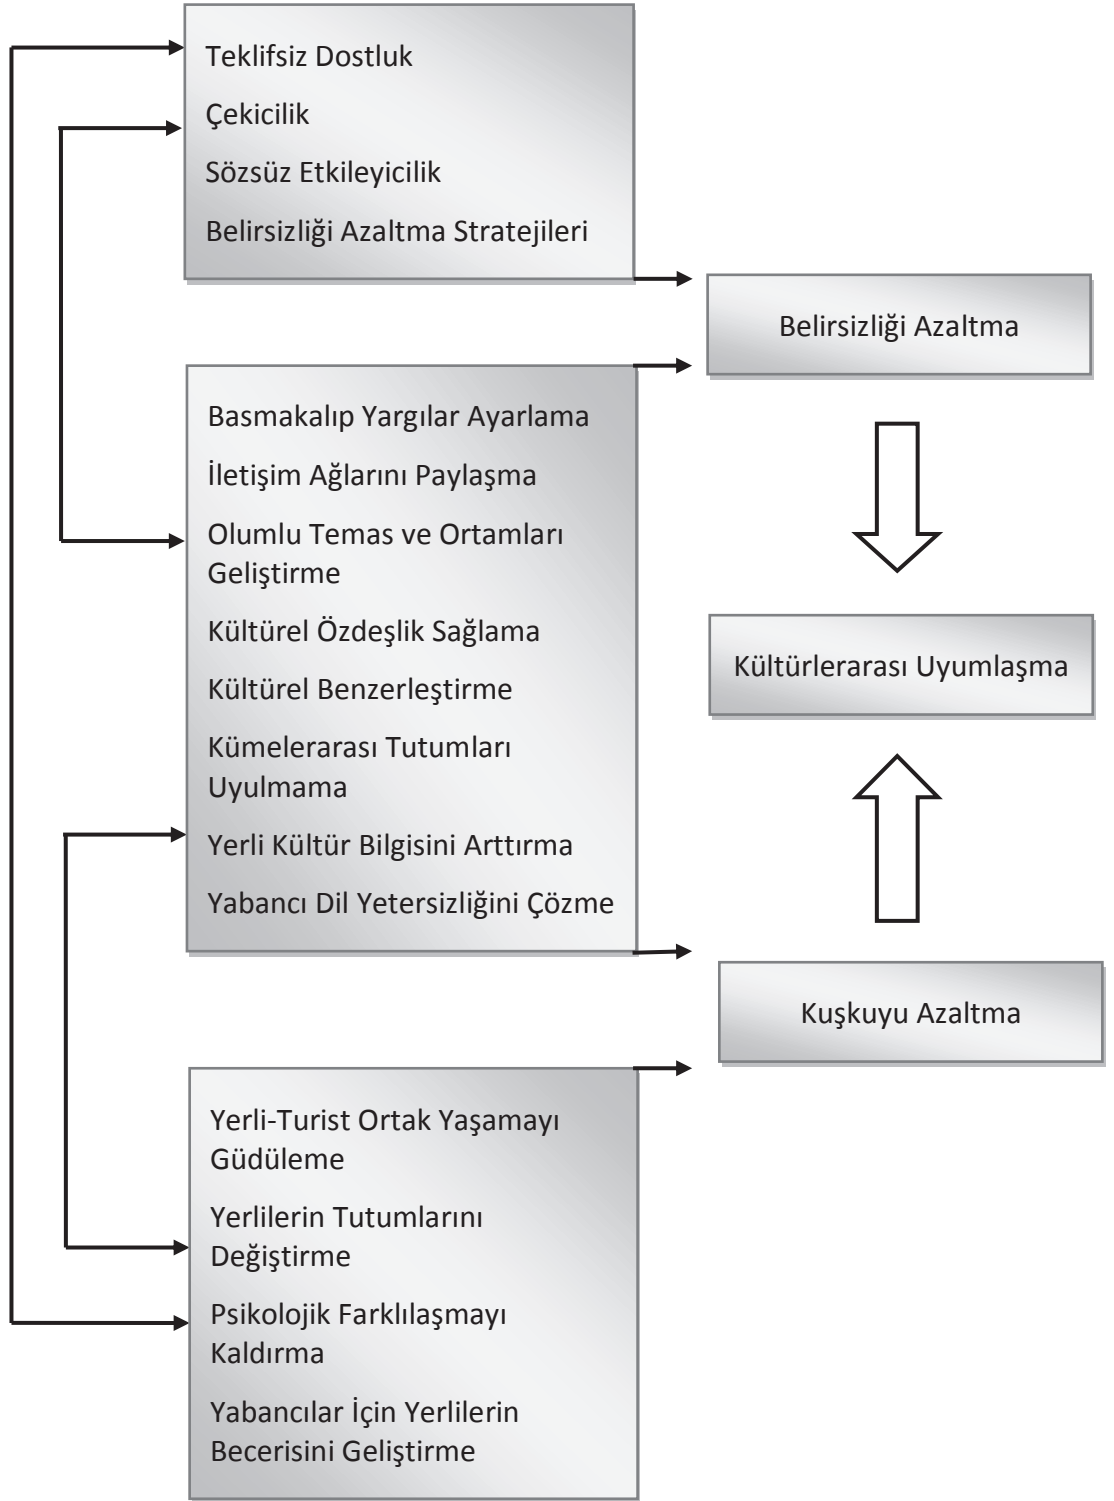 Teklifsiz Dostluk
Çekicilik
Sözsüz Etkileyicilik
Belirsizliği Azaltma Stratejileri
Belirsizliği Azaltma
Basmakalıp Yargılar Ayarlama
İletişim Ağlarını Paylaşma
Olumlu Temas ve Ortamları
Geliştirme
Kültürel Özdeşlik Sağlama
Kültürel Benzerleştirme
Kümelerarası Tutumları
Uyulmama
Yerli Kültür Bilgisini Arttırma
Yabancı Dil Yetersizliğini Çözme
Kültürlerarası Uyumlaşma
Kuşkuyu Azaltma
Yerli-Turist Ortak Yaşamayı
Güdüleme
Yerlilerin Tutumlarını
Değiştirme
Psikolojik Farklılaşmayı
Kaldırma
Yabancılar İçin Yerlilerin
Becerisini Geliştirme